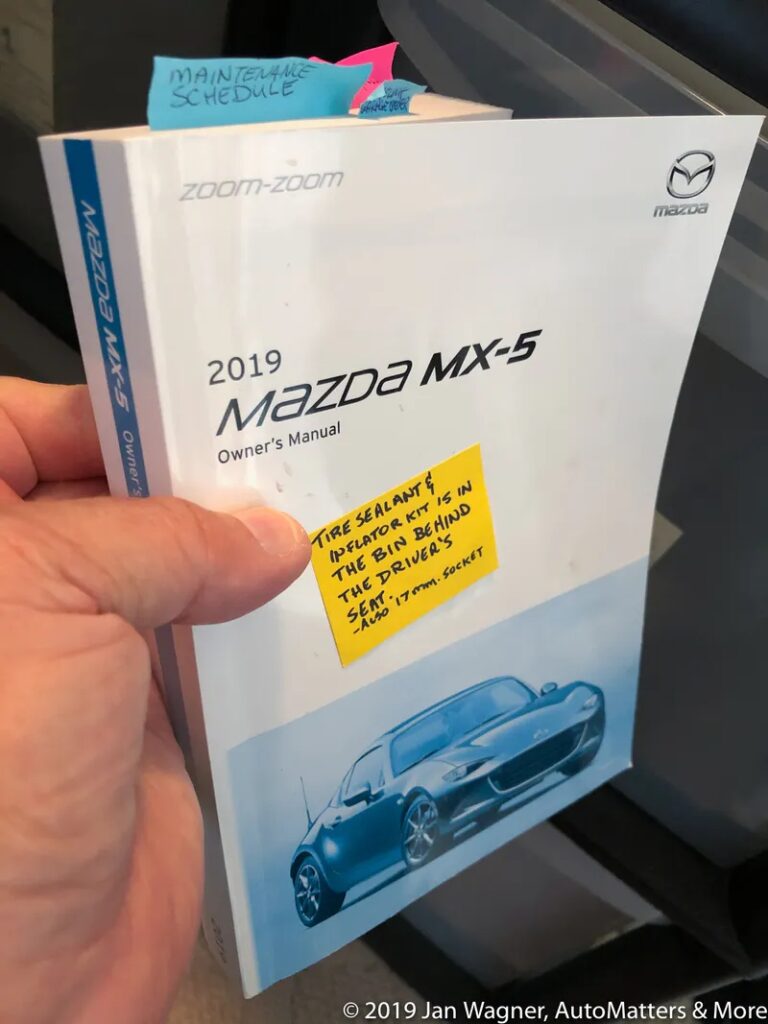 MAINTENANCE
SCHEDULE
zoom-zoom
mazda
2019
mazda mx-5
Owner's Manual
TIRE SEALANT &
INFLATOR KIT IS IN
THE BIN BEHIND
THE DRIVER'S
SEAT.
-ALSO 17mm. SOCKET
mazda mx-5 Owner's
© 2019 Jan Wagner, AutoMatters & More